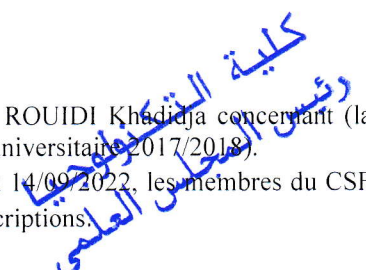 كلية التكنولوجيا
رئيس المجلس العلمي
ROUIDI Khadidja concernant (la
niversitaire 2017/2018).
14/09/2022, les membres du CSF
criptions.